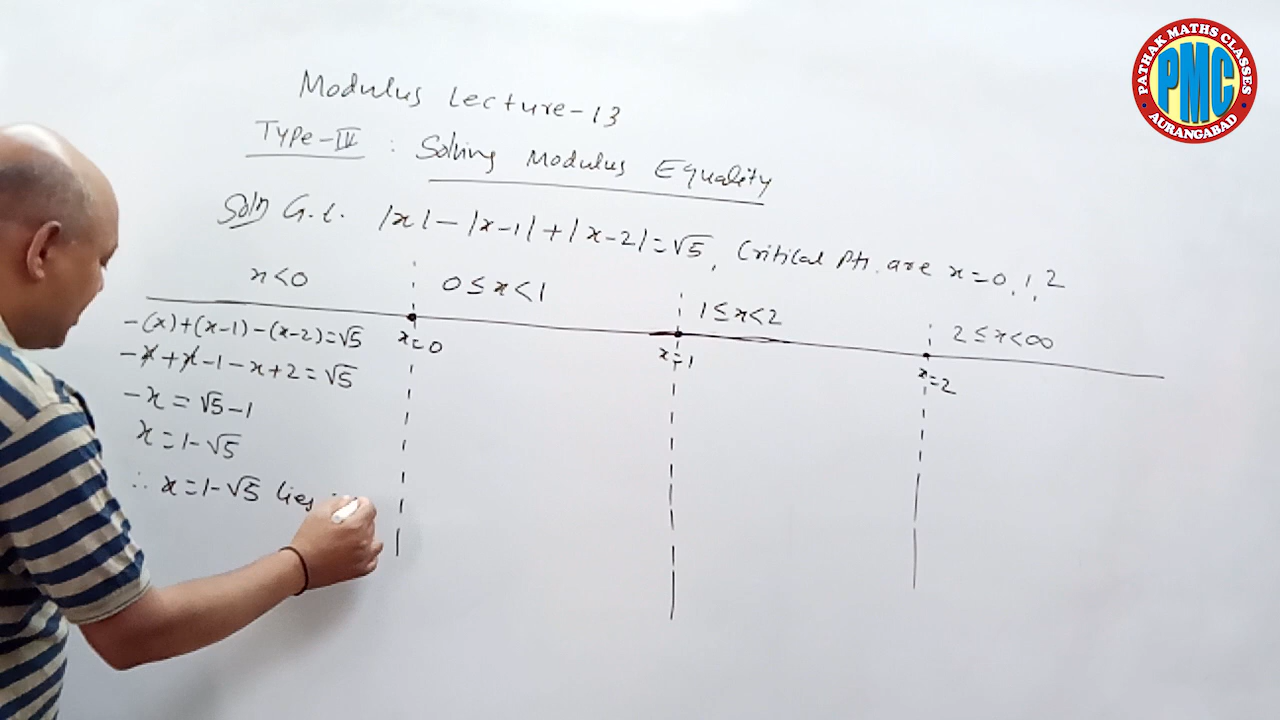 PATHAK MATHS CLASSES
PMC
AURANGABAD
Modulus Lecture-13
Type-IV : Solving Modulus Equality
Soln G.t. |x|-|x-1|+|x-2|=√5, Critical Pts. are x=0,1,2
x<0
0≤x<1
1≤x<2
2≤x<∞
x=0
x=1
x=2
-(x)+(x-1)-(x-2)=√5
-x+x-1-x+2=√5
-x=√5-1
x=1-√5
∴ x=1-√5 lies